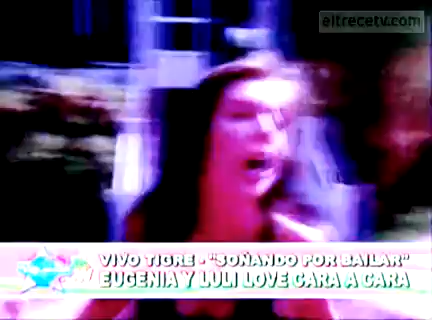 eltrecetv.com
VIVO TIGRE - "SOÑANDO POR BAILAR"
EUGENIA Y LULI LOVE CARA A CARA